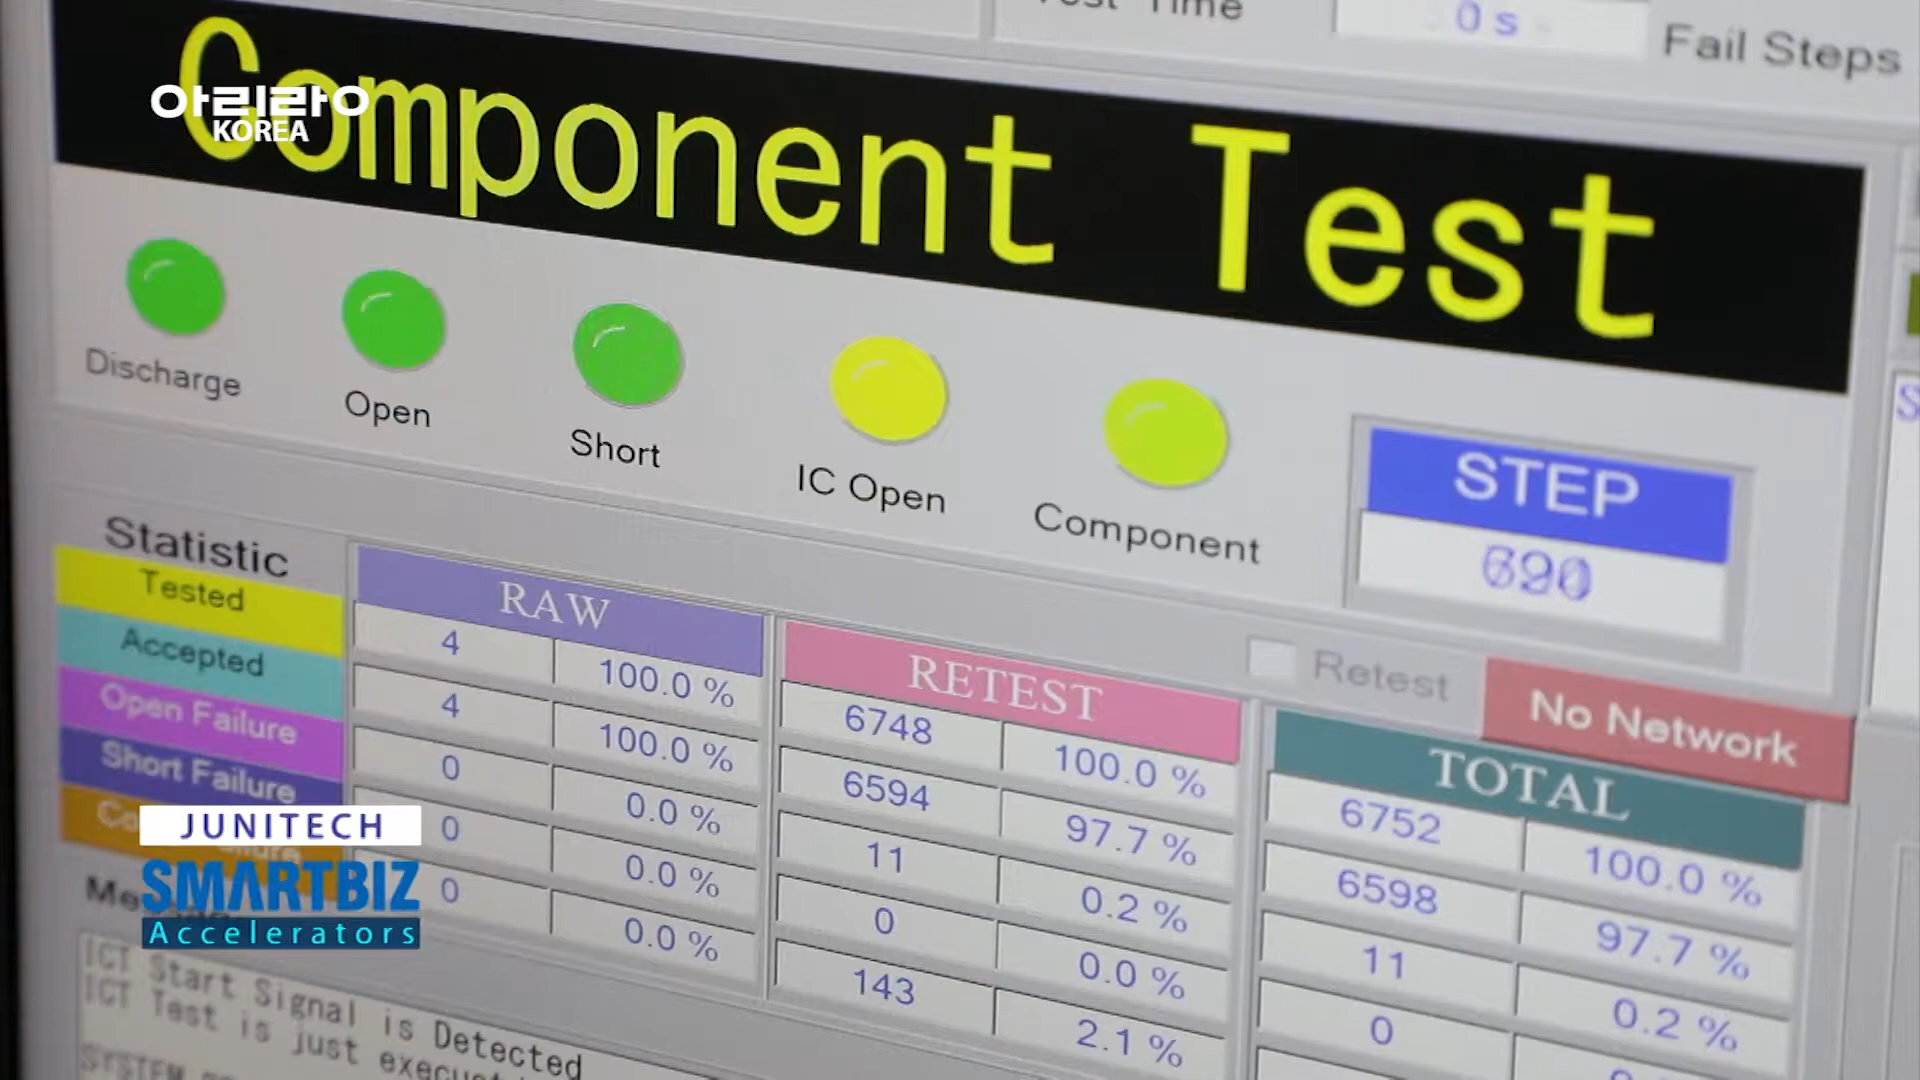 Test Time
0 s
Fail Steps
Component Test
아리랑
KOREA
Discharge
Open
Short
IC Open
Component
STEP
Statistic
Tested
Accepted
Open Failure
Short Failure
RAW
4 100.0 %
4 100.0 %
0 0.0 %
0 0.0 %
0 0.0 %
RETEST
6748 100.0 %
6594 97.7 %
11 0.2 %
0 0.0 %
143 2.1 %
Retest
No Network
TOTAL
6752 100.0 %
6598 97.7 %
11 0.2 %
0
JUNITECH
SMARTBIZ
Accelerators
ICT Start Signal is Detected
ICT Test is just
SYSTEM